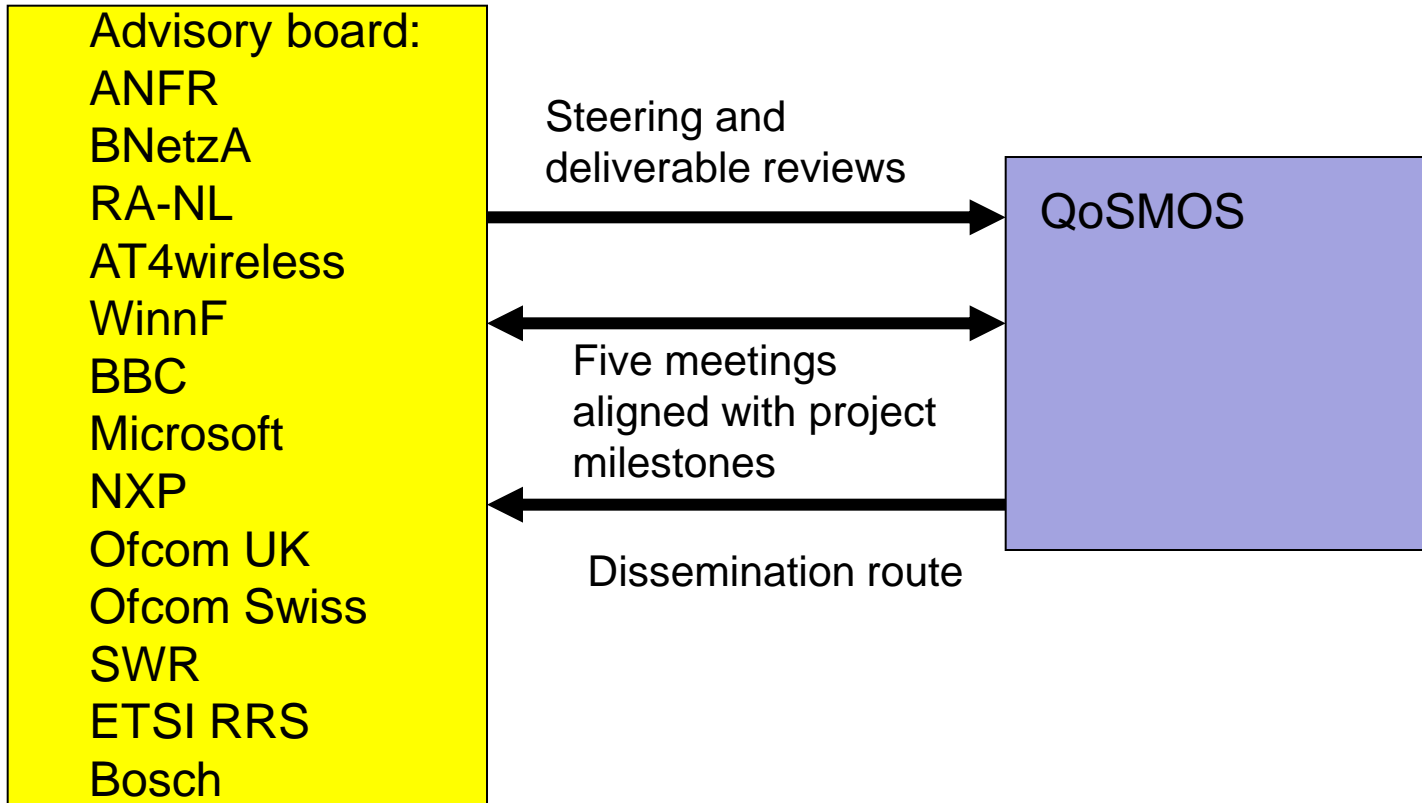 Advisory board:
ANFR
BNetzA
RA-NL
AT4wireless
WinnF
BBC
Microsoft
NXP
Ofcom UK
Ofcom Swiss
SWR
ETSI RRS
Bosch
Steering and
deliverable reviews
Five meetings
aligned with project
milestones
Dissemination route
QoSMOS